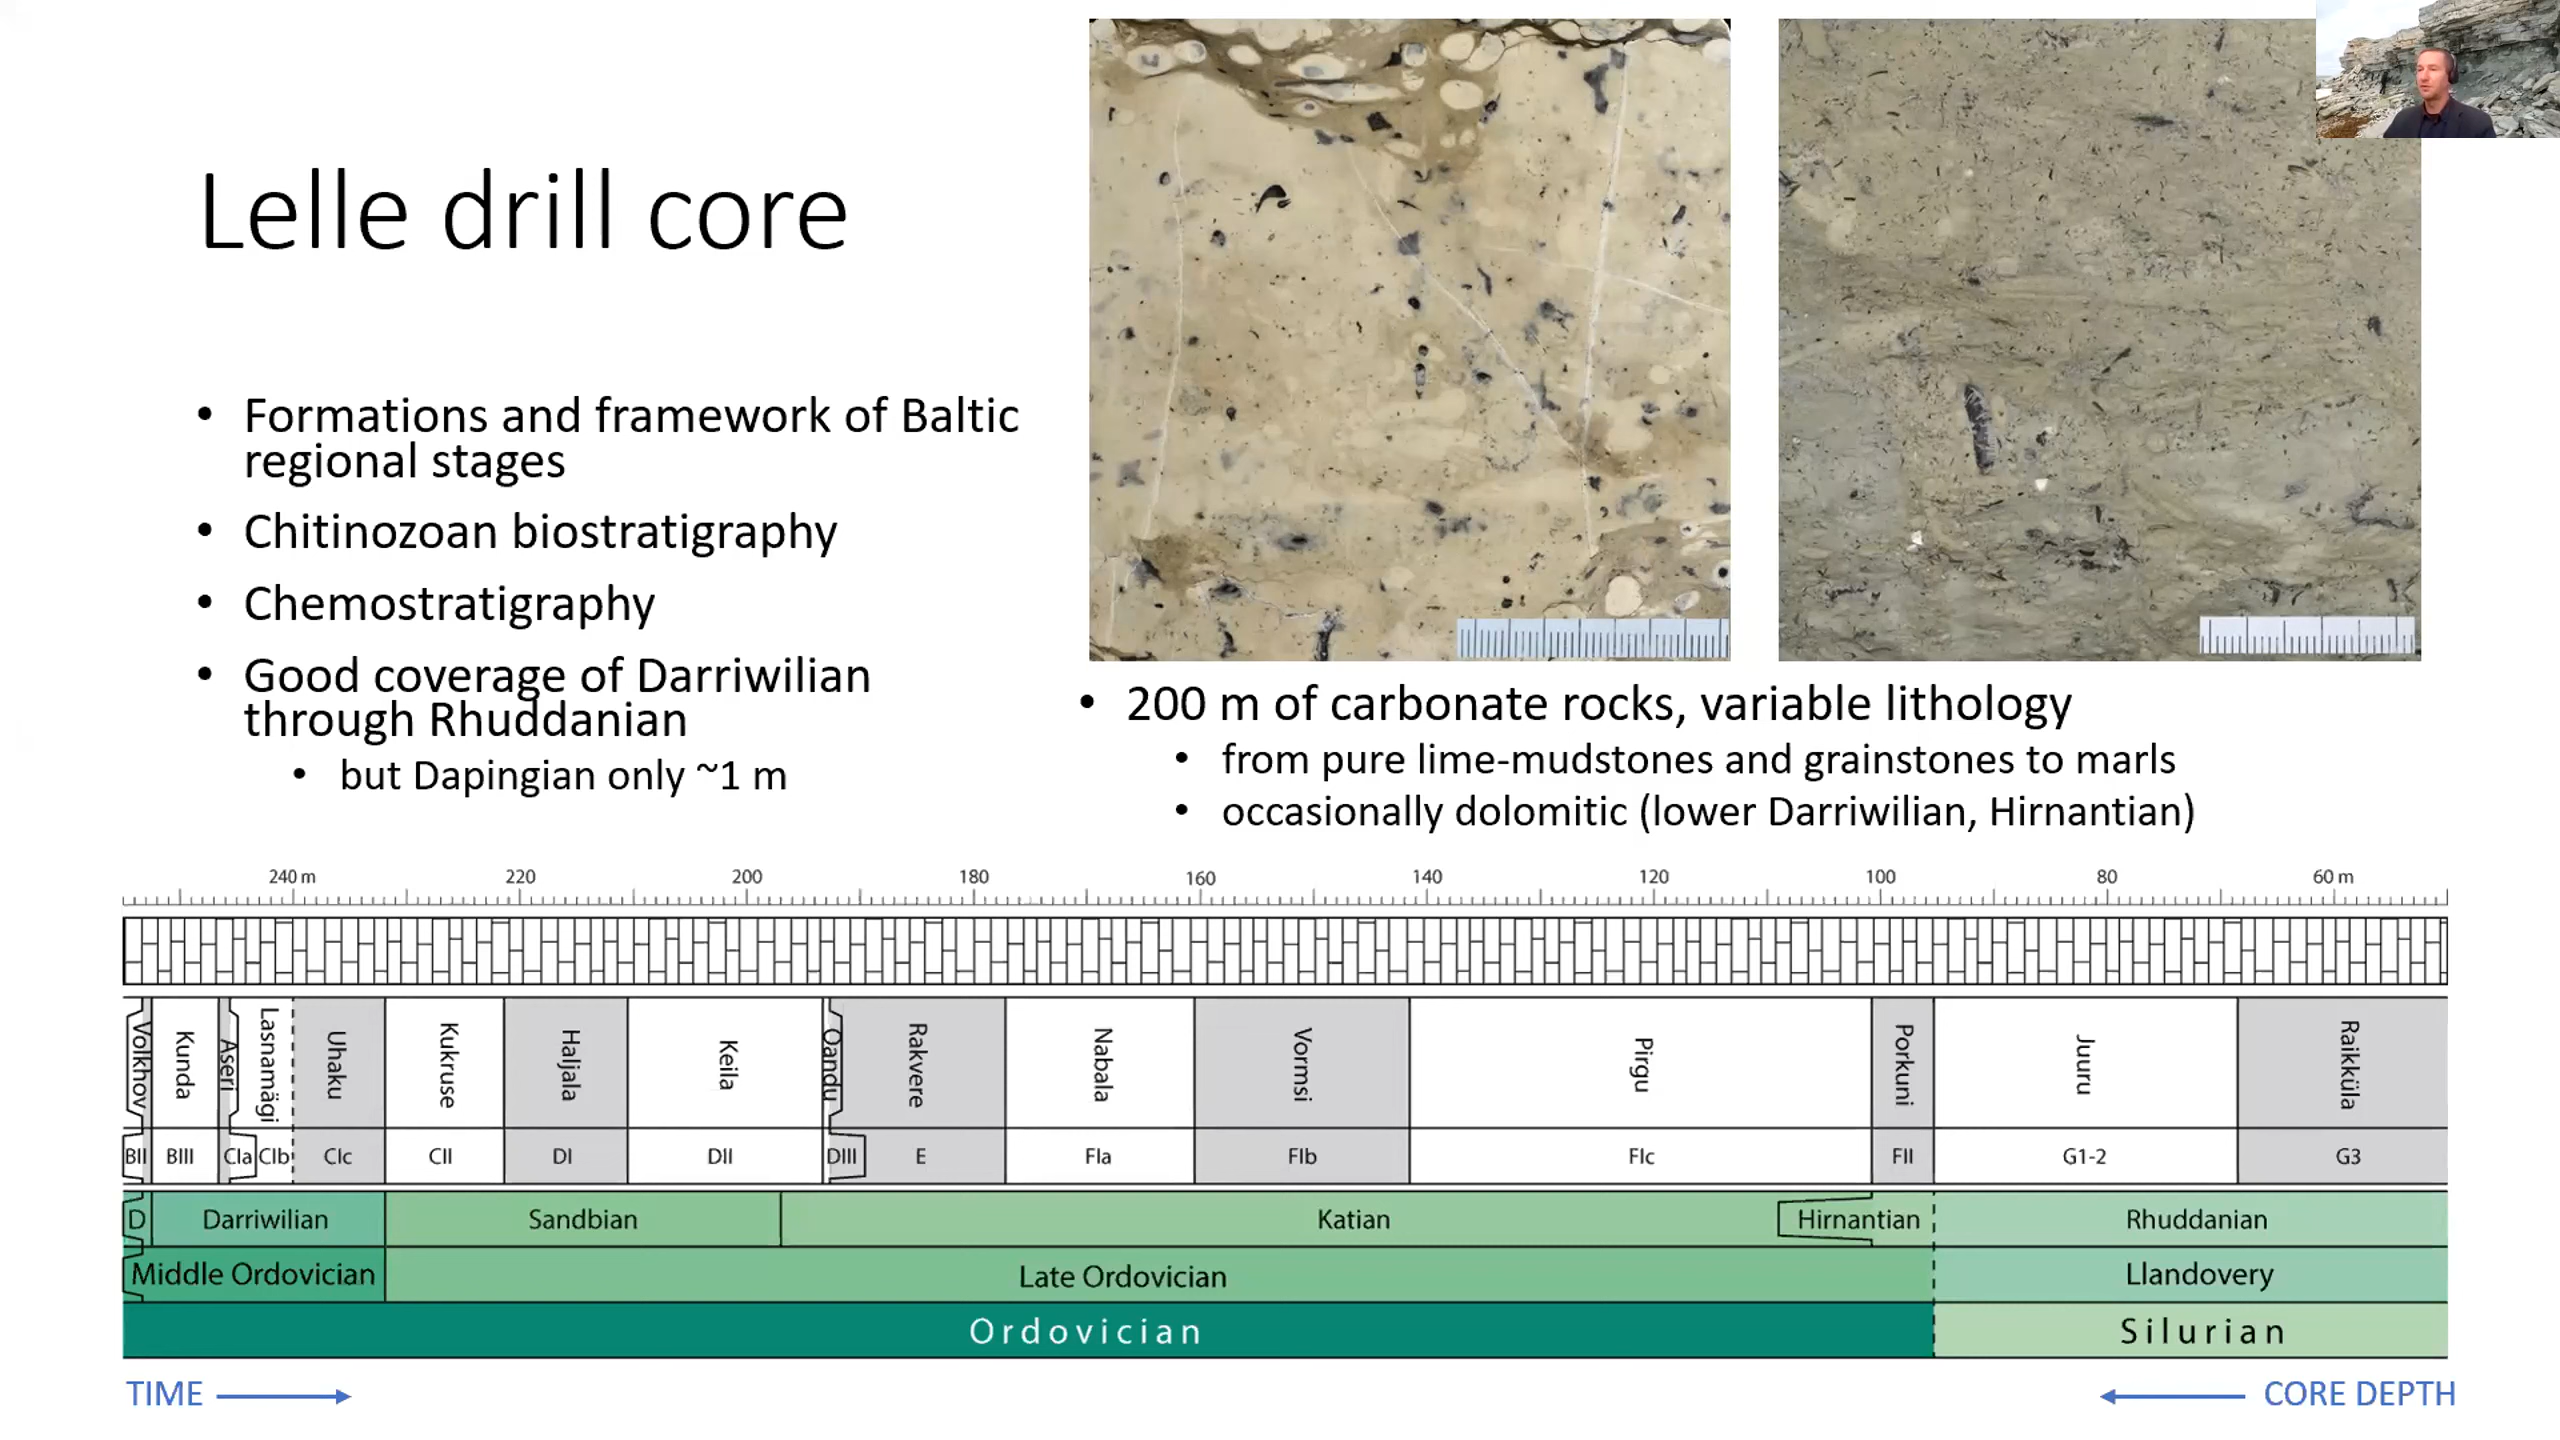 Lelle drill core
• Formations and framework of Baltic
regional stages
• Chitinozoan biostratigraphy
• Chemostratigraphy
• Good coverage of Darriwilian
through Rhuddanian
• but Dapingian only ~1 m
• 200 m of carbonate rocks, variable lithology
• from pure lime-mudstones and grainstones to marls
• occasionally dolomitic (lower Darriwilian, Hirnantian)
240 m 220 200 180 160 140 120 100 80 60 m
Volkhov Kunda Aseri Lasnamägi Uhaku Kukruse Haljala Keila Oandu Rakvere Nabala Vormsi Pirgu Porkuni Juuru Raikküla
BII BIII CIa CIb CIc CII DI DII DIII E FIa FIb FIc FII G1-2 G3
D Darriwilian Sandbian Katian Hirnantian Rhuddanian
Middle Ordovician Late Ordovician Llandovery
Ordovician Silurian
TIME CORE DEPTH